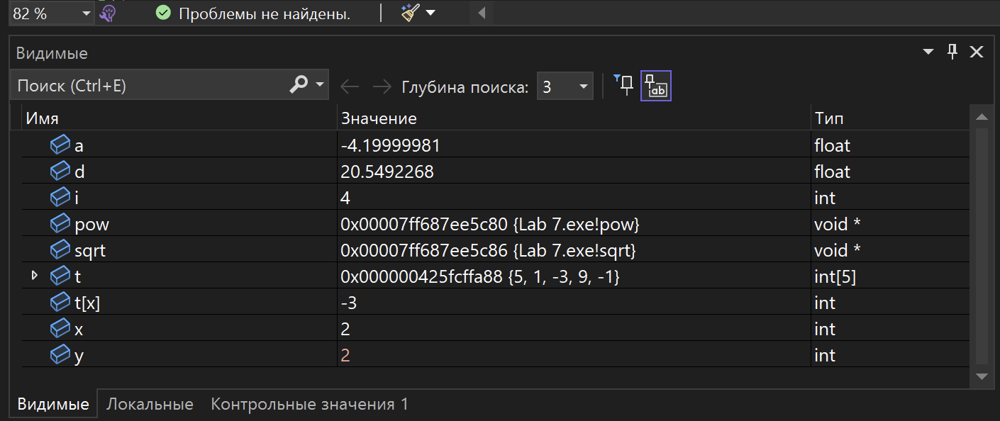 82 % Проблемы не найдены.
Видимые
Поиск (Ctrl+E) Глубина поиска: 3 ab
Имя Значение Тип
a -4.19999981 float
d 20.5492268 float
i 4 int
pow 0x00007ff687ee5c80 {Lab 7.exe!pow} void *
sqrt 0x00007ff687ee5c86 {Lab 7.exe!sqrt} void *
t 0x000000425fcffa88 {5, 1, -3, 9, -1} int[5]
t[x] -3 int
x 2 int
y 2 int
Видимые Локальные Контрольные значения 1